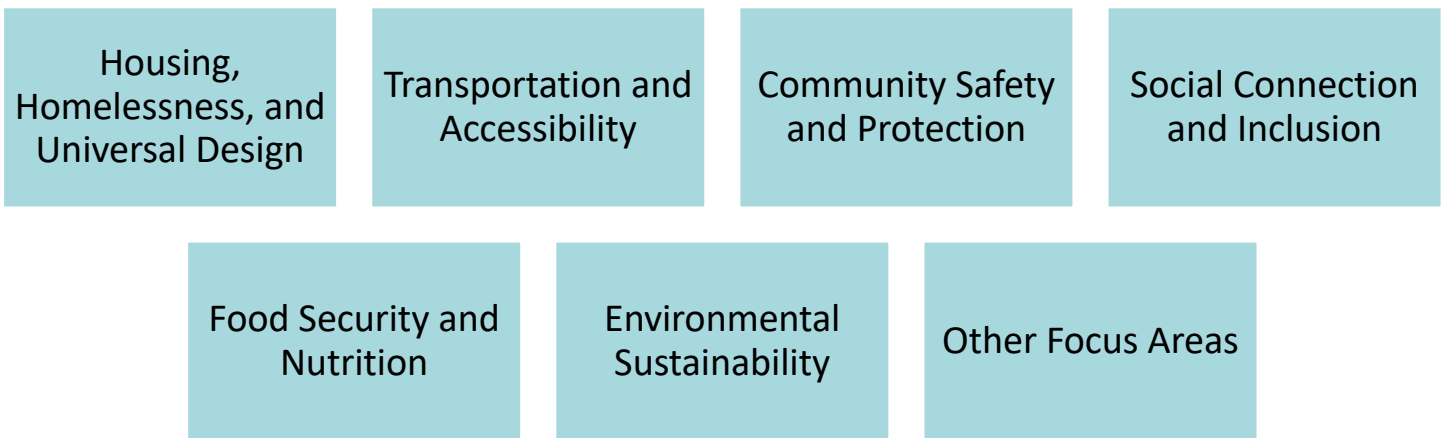 Housing,
Homelessness, and
Universal Design
Transportation and
Accessibility
Community Safety
and Protection
Social Connection
and Inclusion
Food Security and
Nutrition
Environmental
Sustainability
Other Focus Areas